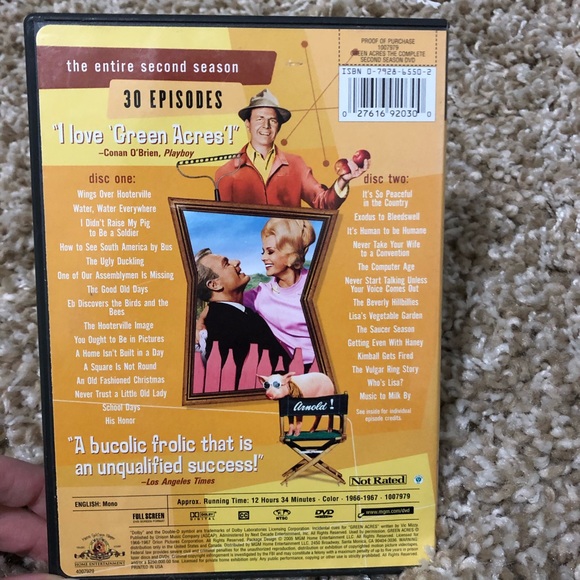 PROOF OF PURCHASE
1007979
GREEN ACRES THE COMPLETE
SECOND SEASON DVD
the entire second season
30 EPISODES
ISBN 0-7928-6550-2
0 27616 92030 0
"I love 'Green Acres'!"
–Conan O'Brien, Playboy
disc one:
Wings Over Hooterville
Water, Water Everywhere
I Didn't Raise My Pig
to Be a Soldier
How to See South America by Bus
The Ugly Duckling
One of Our Assemblymen Is Missing
The Good Old Days
Eb Discovers the Birds and the
Bees
The Hooterville Image
You Ought to Be in Pictures
A Home Isn't Built in a Day
A Square Is Not Round
An Old Fashioned Christmas
Never Trust a Little Old Lady
School Days
His Honor
disc two:
It's So Peaceful
in the Country
Exodus to Bleedswell
It's Human to be Humane
Never Take Your Wife
to a Convention
The Computer Age
Never Start Talking Unless
Your Voice Comes Out
The Beverly Hillbillies
Lisa's Vegetable Garden
The Saucer Season
Getting Even With Haney
Kimball Gets Fired
The Vulgar Ring Story
Who's Lisa?
Music to Milk By
See inside for individual
episode credits.
Arnold!
"A bucolic frolic that is
an unqualified success!"
–Los Angeles Times
Not Rated
ENGLISH: Mono
Approx. Running Time: 12 Hours 34 Minutes · Color · 1966-1967 · 1007979
FULL SCREEN
NTSC
DVD
www.mgm.com/dvd
MGM
HOME ENTERTAINMENT
1007979
PRINTED IN USA